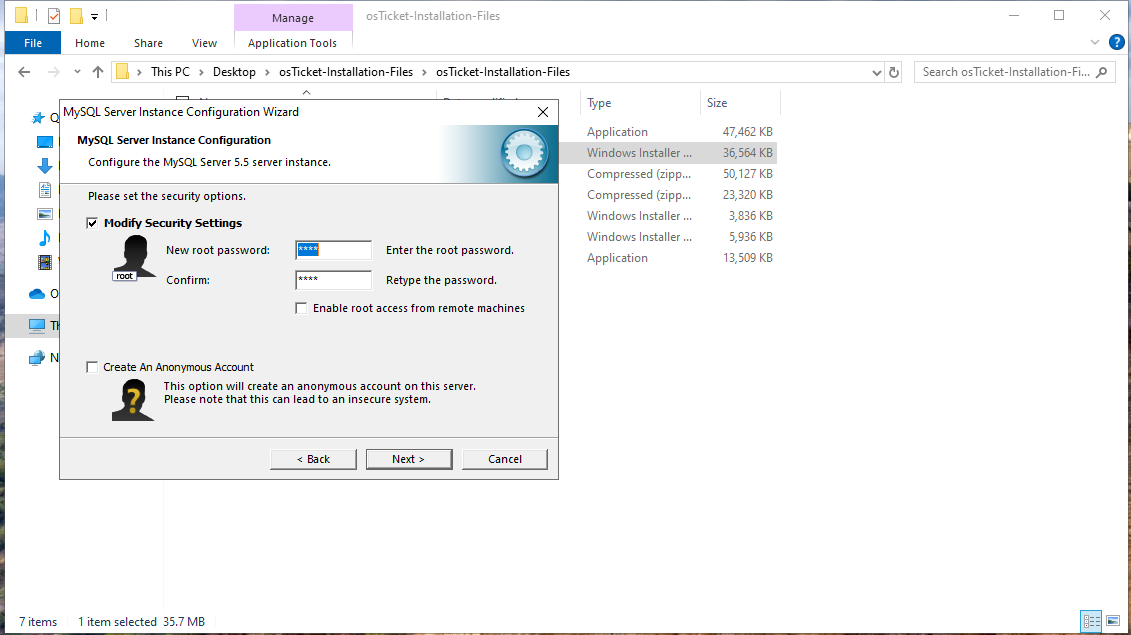 Manage
osTicket-Installation-Files
File
Home
Share
View
Application Tools
This PC
Desktop
osTicket-Installation-Files
osTicket-Installation-Files
Search osTicket-Installation-Fi...
Type
Size
Application 47,462 KB
Windows Installer ... 36,564 KB
Compressed (zipp... 50,127 KB
Compressed (zipp... 23,320 KB
Windows Installer ... 3,836 KB
Windows Installer ... 5,936 KB
Application 13,509 KB
MySQL Server Instance Configuration Wizard
MySQL Server Instance Configuration
Configure the MySQL Server 5.5 server instance.
Please set the security options.
Modify Security Settings
root
New root password: **** Enter the root password.
Confirm: **** Retype the password.
Enable root access from remote machines
Create An Anonymous Account
This option will create an anonymous account on this server.
Please note that this can lead to an insecure system.
< Back
Next >
Cancel
7 items 1 item selected 35.7 MB